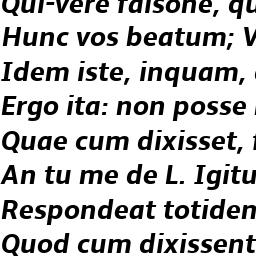 Qui-vere falsone, qu
Hunc vos beatum; V
Idem iste, inquam,
Ergo ita: non posse
Quae cum dixisset,
An tu me de L. Igitu
Respondeat totiden
Quod cum dixissent